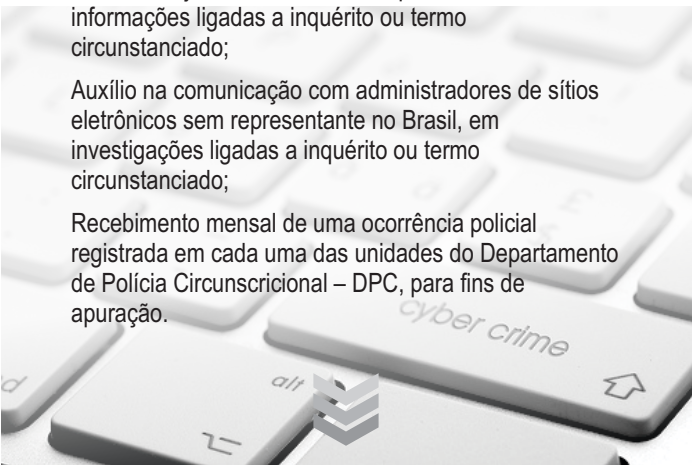 informações ligadas a inquérito ou termo
circunstanciado;
Auxílio na comunicação com administradores de sítios
eletrônicos sem representante no Brasil, em
investigações ligadas a inquérito ou termo
circunstanciado;
Recebimento mensal de uma ocorrência policial
registrada em cada uma das unidades do Departamento
de Polícia Circunscricional – DPC, para fins de
apuração.
cyber crime
alt